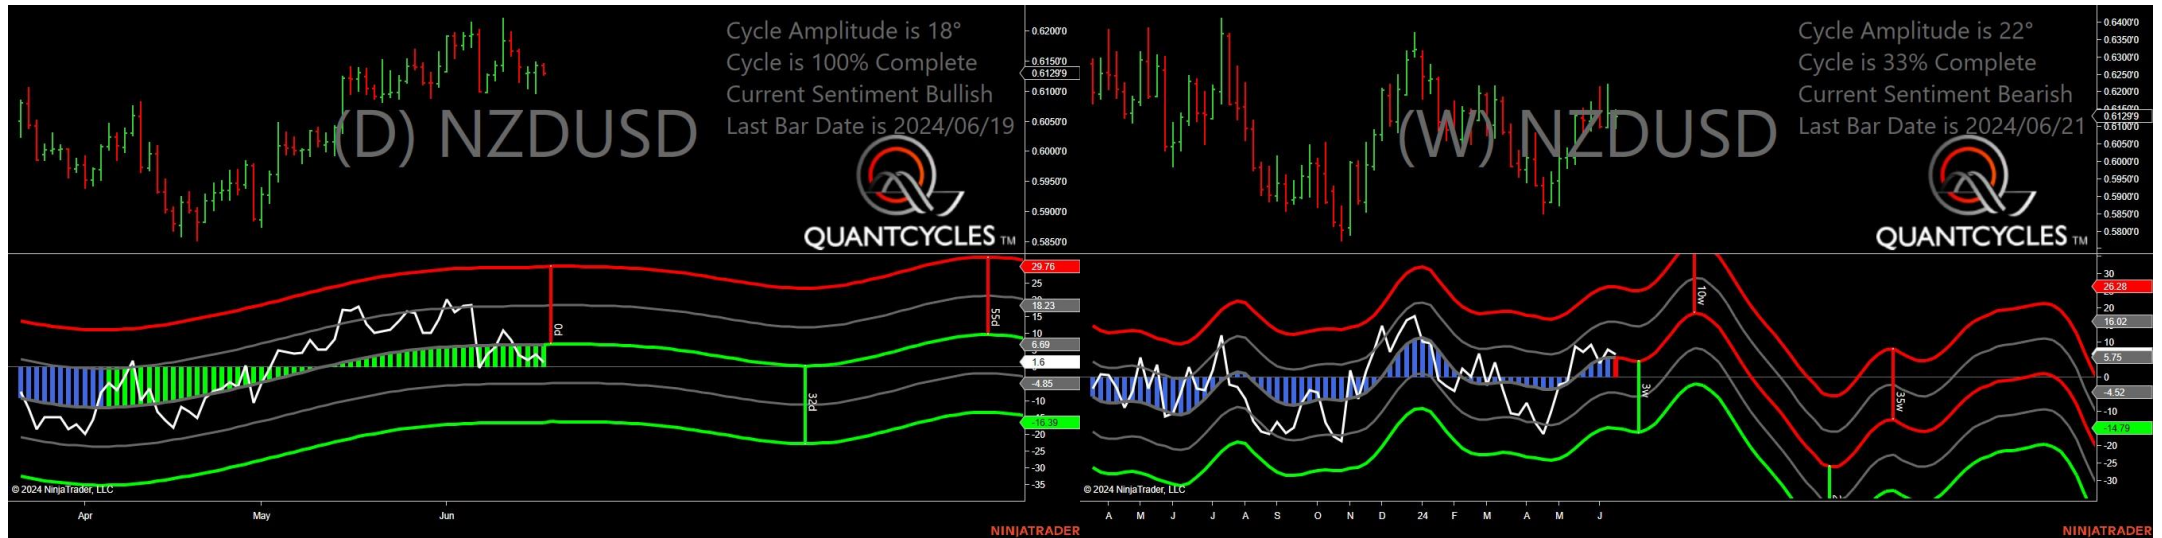 Cycle Amplitude is 18°
Cycle is 100% Complete
Current Sentiment Bullish
Last Bar Date is 2024/06/19
(D) NZDUSD
QUANTCYCLES TM
0.6200'0
0.6150'0
0.6129'9
0.6100'0
0.6050'0
0.6000'0
0.5950'0
0.5900'0
0.5850'0
29.76
25
18.23
15
10
6.69
1.6
-4.85
-10
-16.39
-20
-25
-30
-35
0d
32d
55d
© 2024 NinjaTrader, LLC
Apr May Jun
NINJATRADER
Cycle Amplitude is 22°
Cycle is 33% Complete
Current Sentiment Bearish
Last Bar Date is 2024/06/21
(W) NZDUSD
QUANTCYCLES TM
0.6400'0
0.6350'0
0.6300'0
0.6250'0
0.6200'0
0.6129'9
0.6100'0
0.6050'0
0.6000'0
0.5950'0
0.5900'0
0.5850'0
0.5800'0
30
26.28
20
16.02
10
5.75
0
-4.52
-10
-14.79
-20
-25
-30
3w
10w
35w
© 2024 NinjaTrader, LLC
A M J J A S O N D 24 F M A M J
NINJATRADER